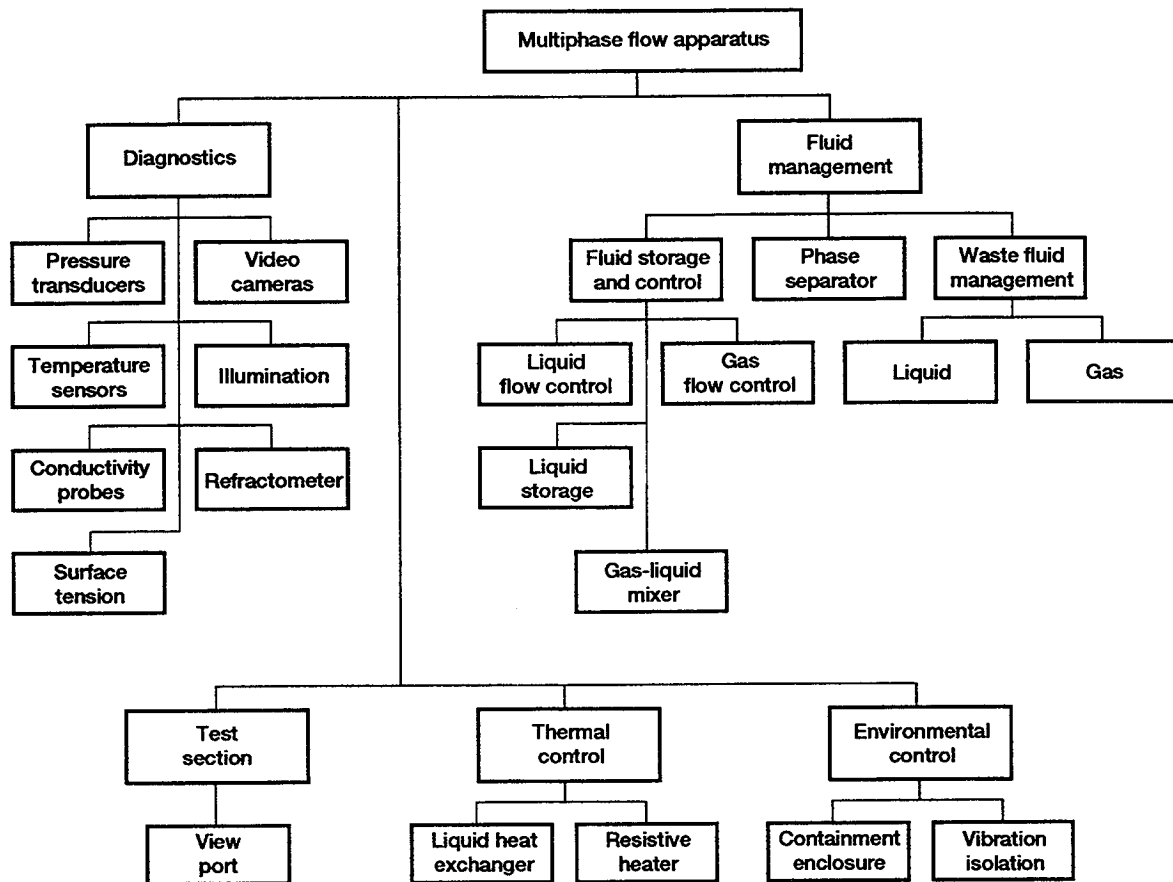 Multiphase flow apparatus
Diagnostics
Fluid
management
Pressure
transducers
Video
cameras
Fluid storage
and control
Phase
separator
Waste fluid
management
Temperature
sensors
Illumination
Liquid
flow control
Gas
flow control
Liquid
Gas
Conductivity
probes
Refractometer
Liquid
storage
Surface
tension
Gas-liquid
mixer
Test
section
Thermal
control
Environmental
control
View
port
Liquid heat
exchanger
Resistive
heater
Containment
enclosure
Vibration
isolation